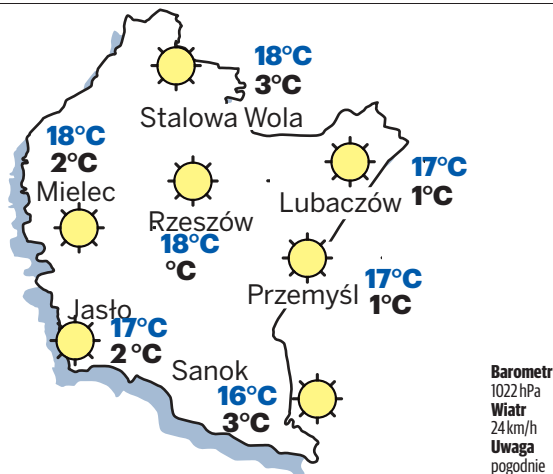 18°C
3°C
Stalowa Wola
18°C
2°C
Mielec
17°C
1°C
Lubaczów
Rzeszów
18°C
°C
17°C
1°C
Przemyśl
Jasło
17°C
2°C
Sanok
16°C
3°C
Barometr
1022 hPa
Wiatr
24 km/h
Uwaga
pogodnie